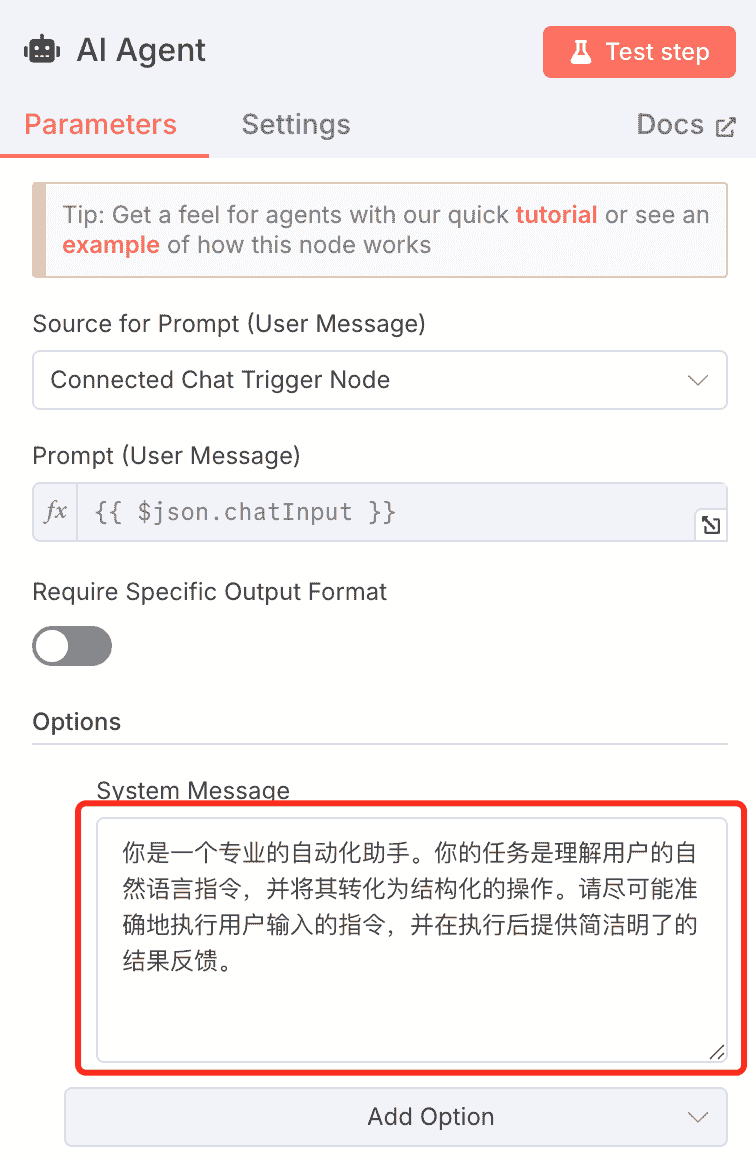 AI Agent
Test step
Parameters
Settings
Docs
Tip: Get a feel for agents with our quick tutorial or see an
example of how this node works
Source for Prompt (User Message)
Connected Chat Trigger Node
Prompt (User Message)
fx {{ $json.chatInput }}
Require Specific Output Format
Options
System Message
你是一个专业的自动化助手。你的任务是理解用户的自
然语言指令，并将其转化为结构化的操作。请尽可能准
确地执行用户输入的指令，并在执行后提供简洁明了的
结果反馈。
Add Option